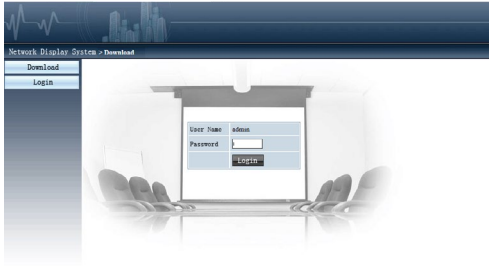 Network Display System > Download
Download
Login
User Name admin
Password
Login